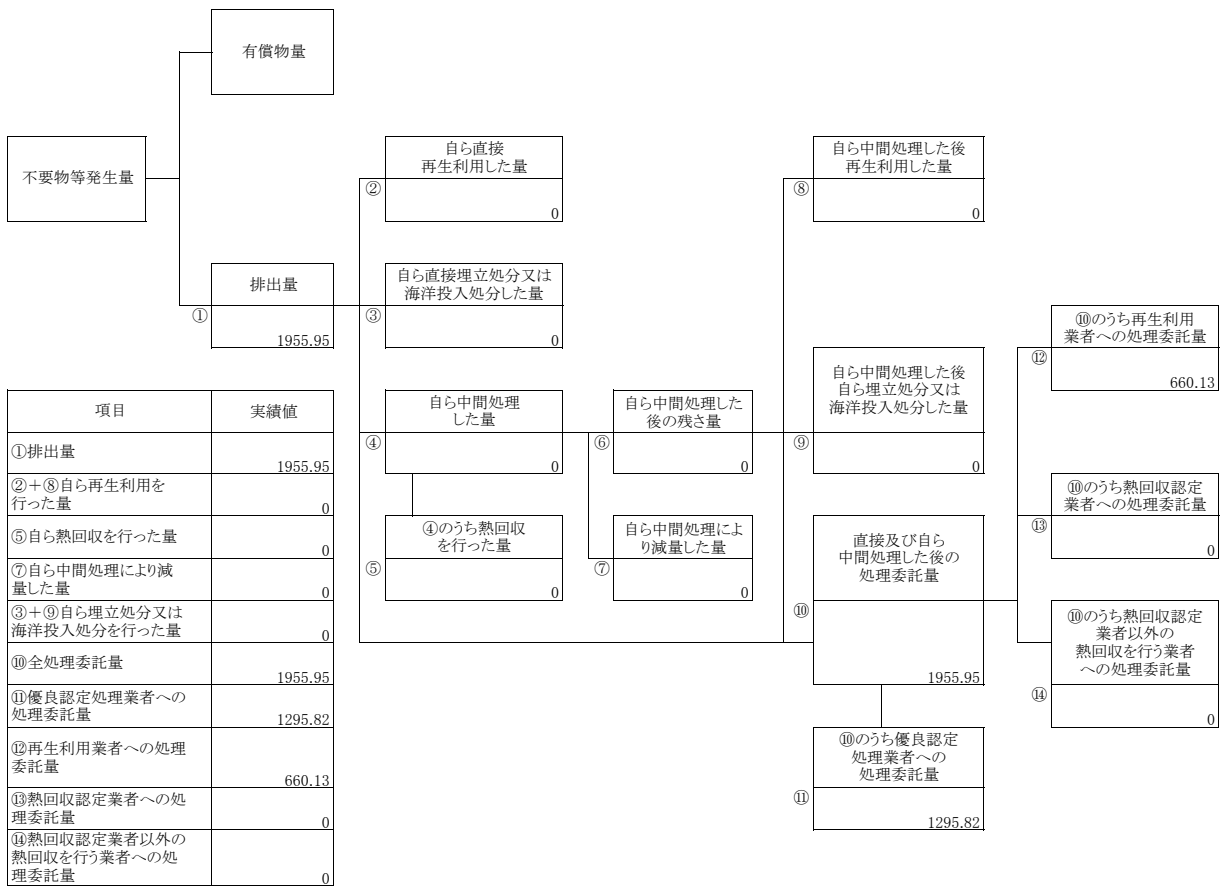 有償物量
不要物等発生量
自ら直接
再生利用した量
②
0
自ら中間処理した後
再生利用した量
⑧
0
排出量
①
1955.95
自ら直接埋立処分又は
海洋投入処分した量
③
0
⑩のうち再生利用
業者への処理委託量
⑫
660.13
自ら中間処理
した量
④
0
自ら中間処理した
後の残さ量
⑥
0
自ら中間処理した後
自ら埋立処分又は
海洋投入処分した量
⑨
0
⑩のうち熱回収認定
業者への処理委託量
⑬
0
④のうち熱回収
を行った量
⑤
0
自ら中間処理によ
り減量した量
⑦
0
直接及び自ら
中間処理した後の
処理委託量
⑩
1955.95
⑩のうち熱回収認定
業者以外の
熱回収を行う業者
への処理委託量
⑭
0
⑩のうち優良認定
処理業者への
処理委託量
⑪
1295.82
項目 実績値
①排出量
1955.95
②＋⑧自ら再生利用を
行った量
0
⑤自ら熱回収を行った量
0
⑦自ら中間処理により減
量した量
0
③＋⑨自ら埋立処分又は
海洋投入処分を行った量
0
⑩全処理委託量
1955.95
⑪優良認定処理業者への
処理委託量
1295.82
⑫再生利用業者への処理
委託量
660.13
⑬熱回収認定業者への処
理委託量
0
⑭熱回収認定業者以外の
熱回収を行う業者への処
理委託量
0